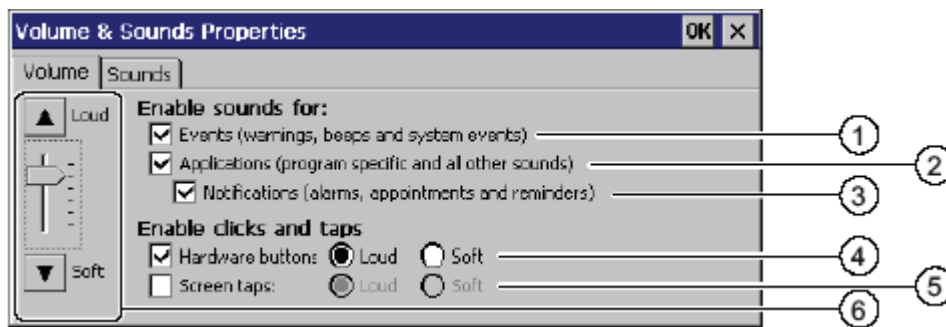 Volume & Sounds Properties OK
Volume Sounds
Loud
Soft
Enable sounds for:
Events (warnings, beeps and system events)
Applications (program specific and all other sounds)
Notifications (alarms, appointments and reminders)
Enable clicks and taps
Hardware buttons Loud Soft
Screen taps: Loud Soft
1
2
3
4
5
6